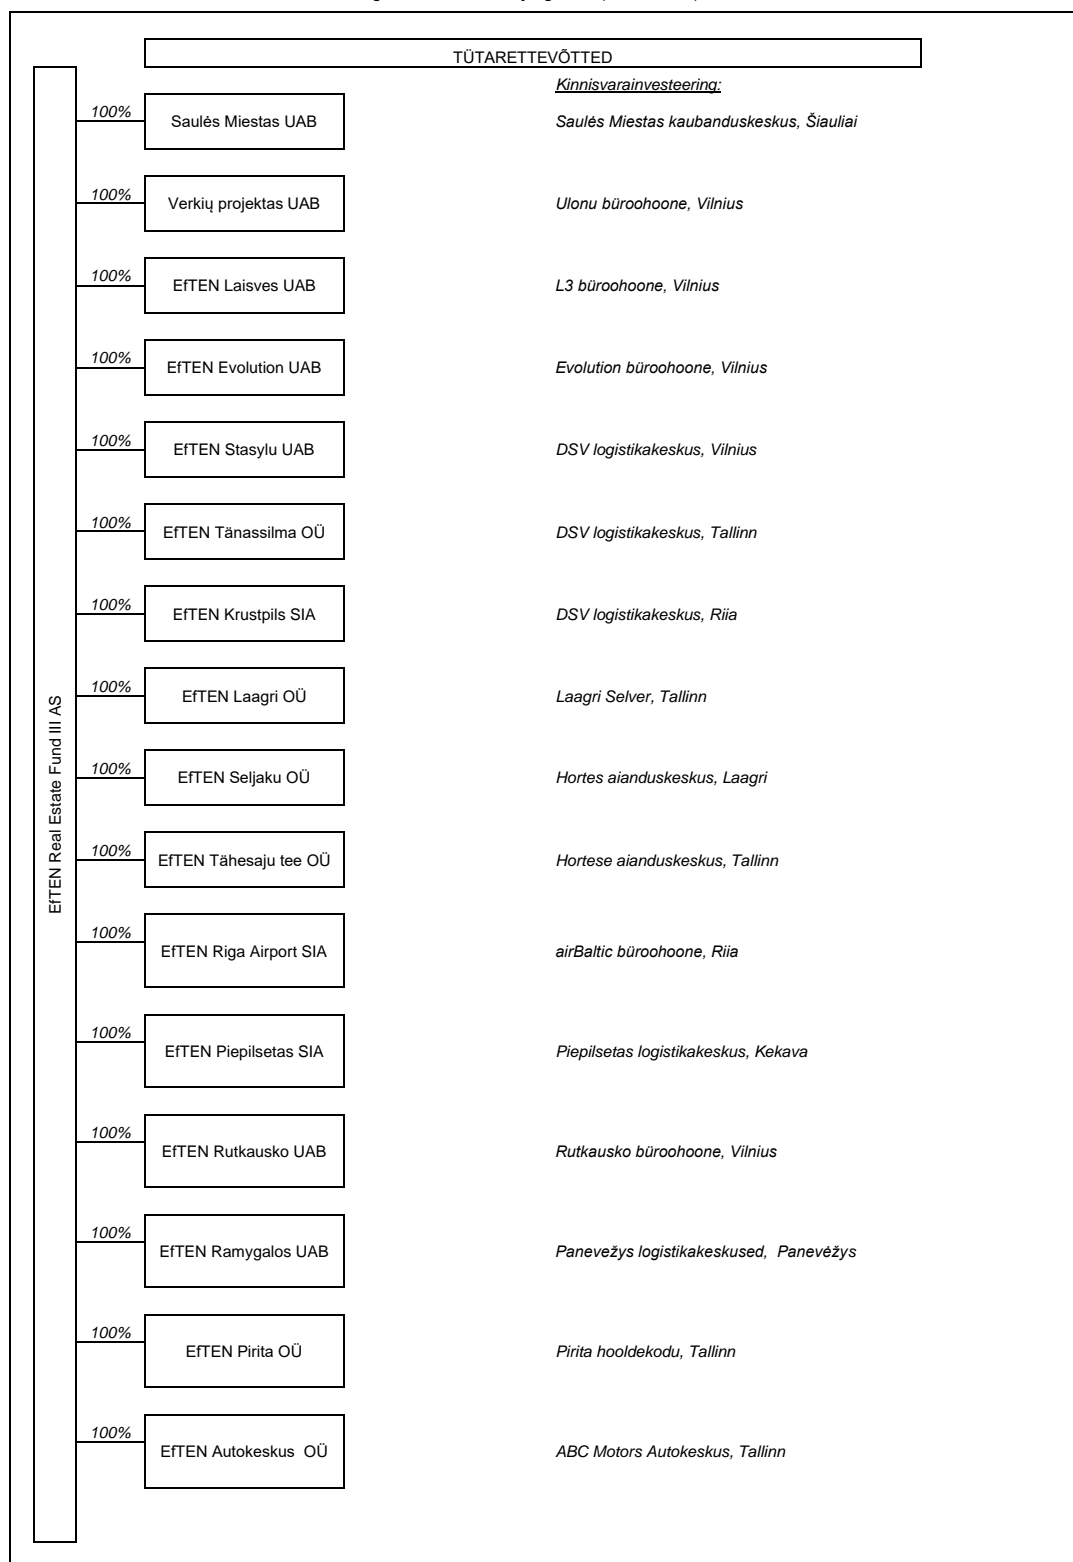 TÜTARETTEVÕTTED
Kinnisvarainvesteering:
100% Saulės Miestas UAB Saulės Miestas kaubanduskeskus, Šiauliai
100% Verkių projektas UAB Ulonu büroohoone, Vilnius
100% EfTEN Laisves UAB L3 büroohoone, Vilnius
100% EfTEN Evolution UAB Evolution büroohoone, Vilnius
100% EfTEN Stasylu UAB DSV logistikakeskus, Vilnius
100% EfTEN Tänassilma OÜ DSV logistikakeskus, Tallinn
100% EfTEN Krustpils SIA DSV logistikakeskus, Riia
100% EfTEN Laagri OÜ Laagri Selver, Tallinn
100% EfTEN Seljaku OÜ Hortes aianduskeskus, Laagri
100% EfTEN Tähesaju tee OÜ Hortese aianduskeskus, Tallinn
100% EfTEN Riga Airport SIA airBaltic büroohoone, Riia
100% EfTEN Piepilsetas SIA Piepilsetas logistikakeskus, Kekava
100% EfTEN Rutkausko UAB Rutkausko büroohoone, Vilnius
100% EfTEN Ramygalos UAB Panevežys logistikakeskused, Panevėžys
100% EfTEN Pirita OÜ Pirita hooldekodu, Tallinn
100% EfTEN Autokeskus OÜ ABC Motors Autokeskus, Tallinn
EfTEN Real Estate Fund III AS